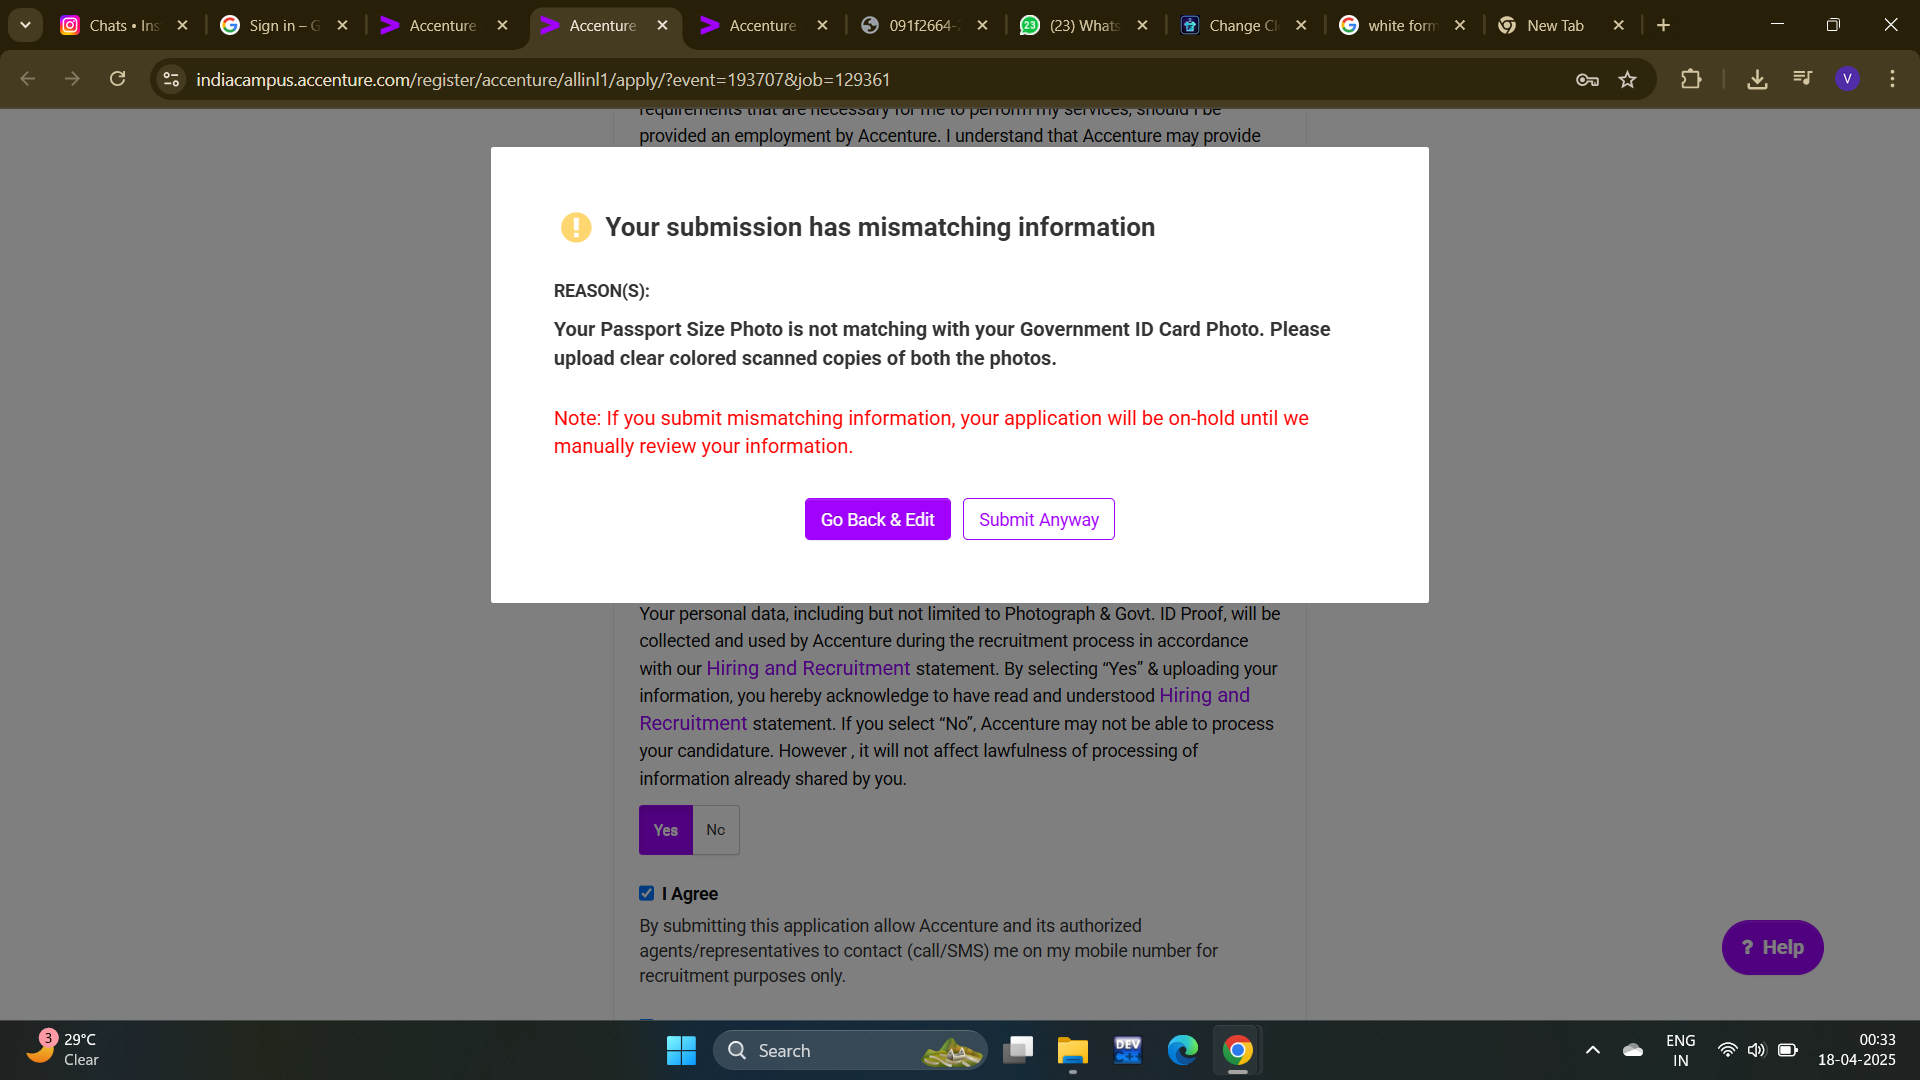 Chats • Ins
Sign in – G
Accenture
Accenture
Accenture
091f2664-2
(23) Whats
Change Cl
white form
New Tab
indiacampus.accenture.com/register/accenture/allinl1/apply/?event=193707&job=129361
V
requirements that are necessary for me to perform my services, should I be
provided an employment by Accenture. I understand that Accenture may provide
Your submission has mismatching information
REASON(S):
Your Passport Size Photo is not matching with your Government ID Card Photo. Please
upload clear colored scanned copies of both the photos.
Note: If you submit mismatching information, your application will be on-hold until we
manually review your information.
Go Back & Edit
Submit Anyway
Your personal data, including but not limited to Photograph & Govt. ID Proof, will be
collected and used by Accenture during the recruitment process in accordance
with our Hiring and Recruitment statement. By selecting “Yes” & uploading your
information, you hereby acknowledge to have read and understood Hiring and
Recruitment statement. If you select “No”, Accenture may not be able to process
your candidature. However , it will not affect lawfulness of processing of
information already shared by you.
Yes
No
I Agree
By submitting this application allow Accenture and its authorized
agents/representatives to contact (call/SMS) me on my mobile number for
recruitment purposes only.
? Help
3
29°C
Clear
Search
DEV
C++
ENG
IN
00:33
18-04-2025